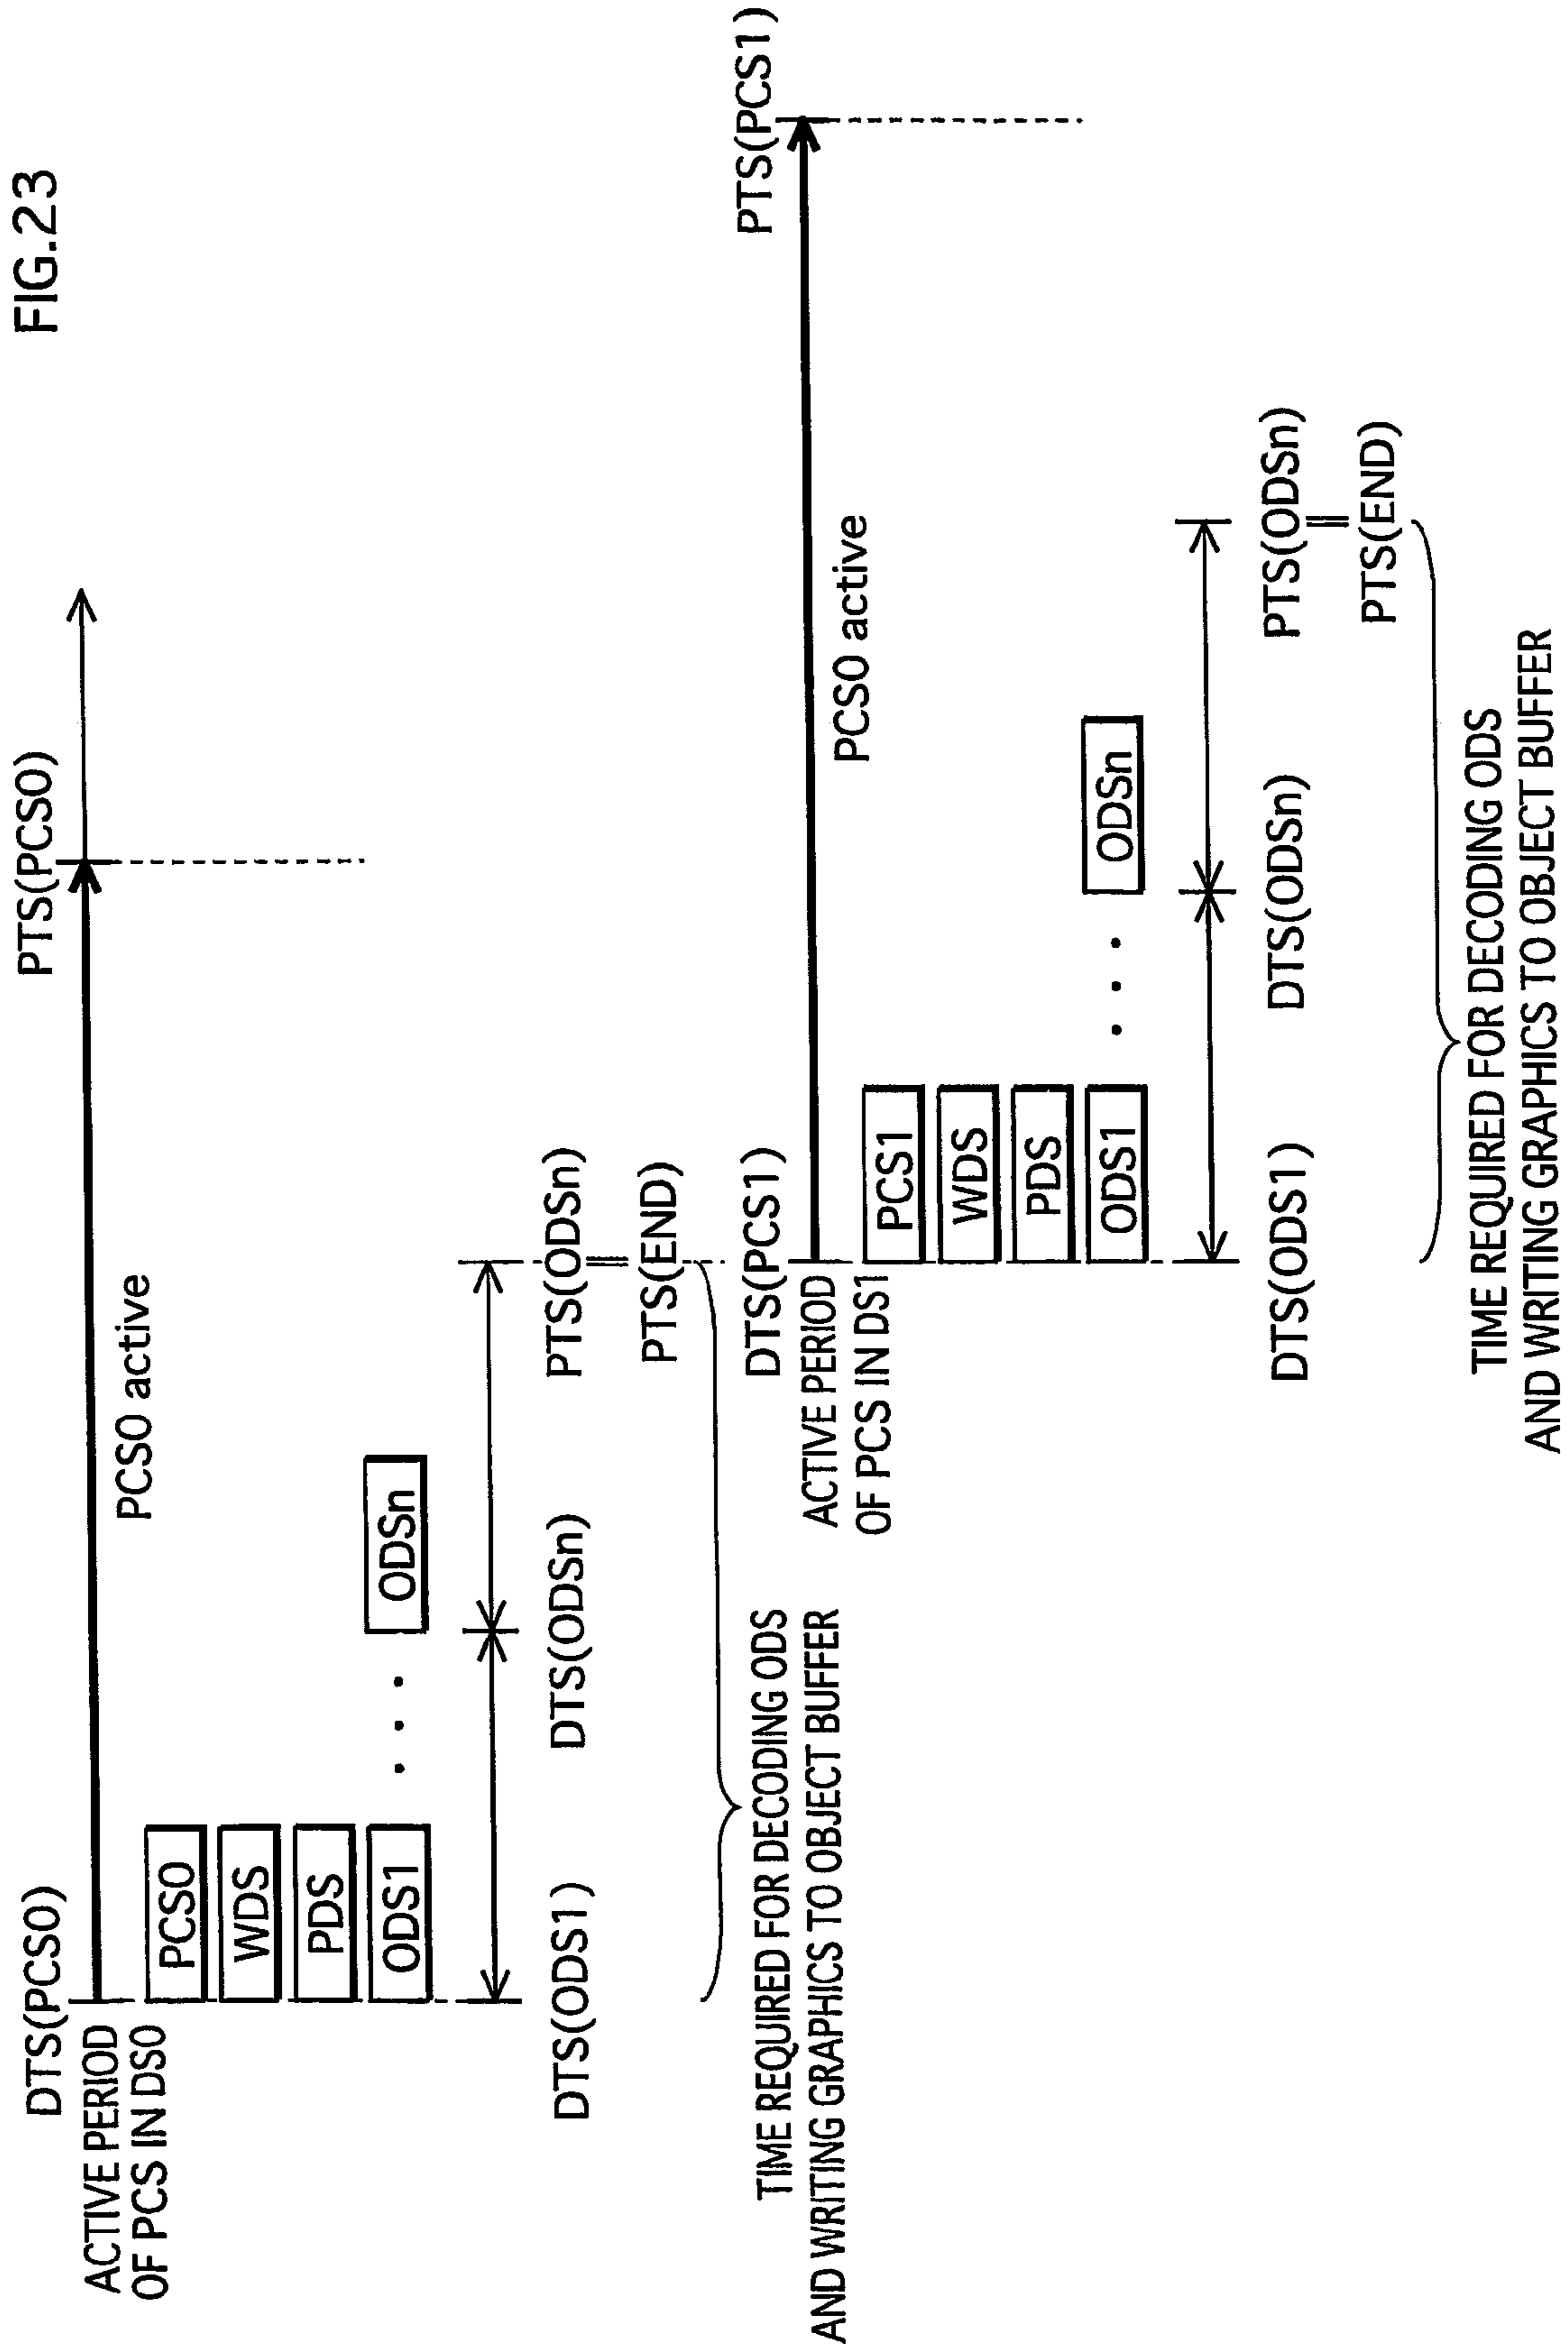 FIG.23
DTS(PCS0)
PTS(PCS0)
ACTIVE PERIOD
OF PCS IN DS0
PCS0 active
PCS0
WDS
PDS
ODS1
. . .
ODSn
DTS(ODS1)
DTS(ODSn)
PTS(ODSn)
=
PTS(END)
TIME REQUIRED FOR DECODING ODS
AND WRITING GRAPHICS TO OBJECT BUFFER
DTS(PCS1)
PTS(PCS1)
ACTIVE PERIOD
OF PCS IN DS1
PCS0 active
PCS1
WDS
PDS
ODS1
. . .
ODSn
DTS(ODS1)
DTS(ODSn)
PTS(ODSn)
=
PTS(END)
TIME REQUIRED FOR DECODING ODS
AND WRITING GRAPHICS TO OBJECT BUFFER